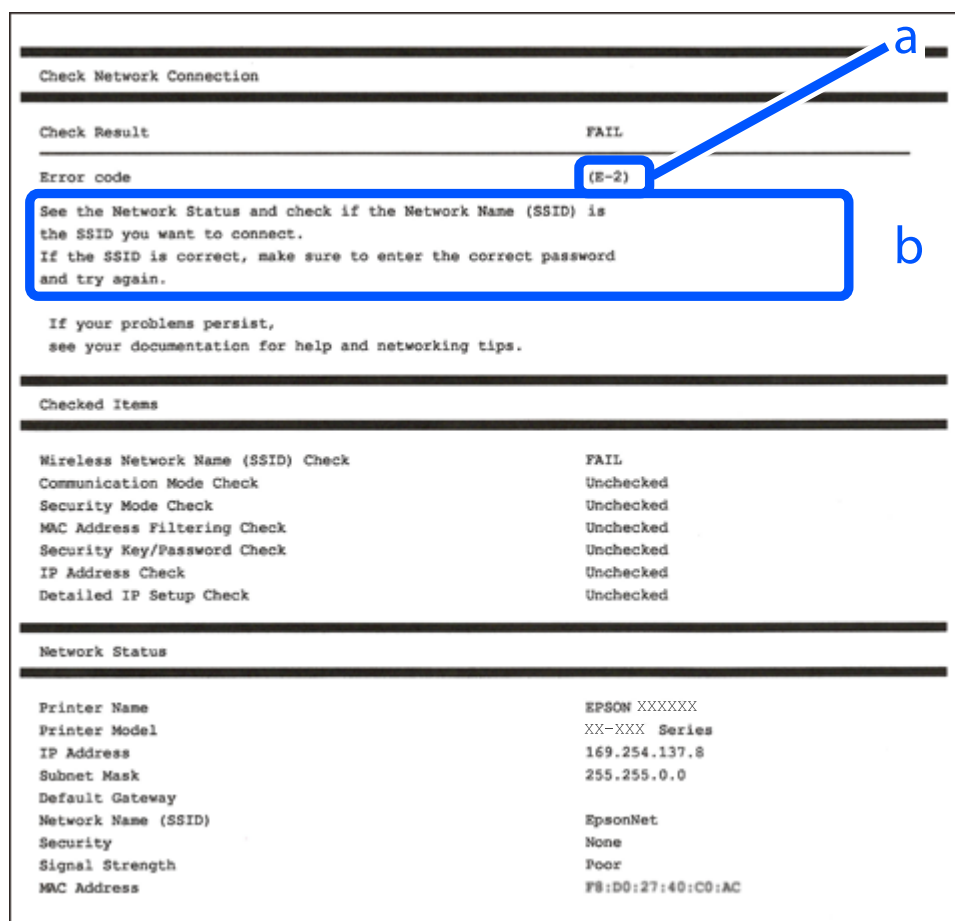 a
Check Network Connection
Check Result FAIL
Error code (E-2)
See the Network Status and check if the Network Name (SSID) is
the SSID you want to connect.
If the SSID is correct, make sure to enter the correct password
and try again.
b
If your problems persist,
see your documentation for help and networking tips.
Checked Items
Wireless Network Name (SSID) Check FAIL
Communication Mode Check Unchecked
Security Mode Check Unchecked
MAC Address Filtering Check Unchecked
Security Key/Password Check Unchecked
IP Address Check Unchecked
Detailed IP Setup Check Unchecked
Network Status
Printer Name EPSON XXXXXX
Printer Model XX-XXX Series
IP Address 169.254.137.8
Subnet Mask 255.255.0.0
Default Gateway
Network Name (SSID) EpsonNet
Security None
Signal Strength Poor
MAC Address F8:D0:27:40:C0:AC